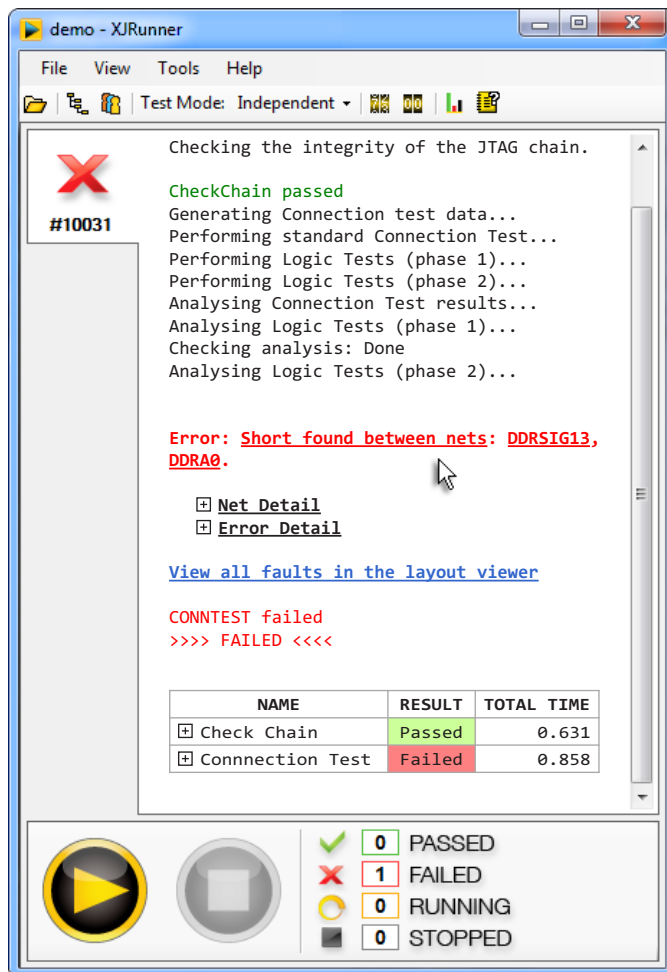 demo - XJRunner
File View Tools Help
Test Mode: Independent
Checking the integrity of the JTAG chain.
#10031
CheckChain passed
Generating Connection test data...
Performing standard Connection Test...
Performing Logic Tests (phase 1)...
Performing Logic Tests (phase 2)...
Analysing Connection Test results...
Analysing Logic Tests (phase 1)...
Checking analysis: Done
Analysing Logic Tests (phase 2)...
Error: Short found between nets: DDRSIG13,
DDRA0.
Net Detail
Error Detail
View all faults in the layout viewer
CONNTEST failed
>>>> FAILED <<<<
NAME RESULT TOTAL TIME
Check Chain Passed 0.631
Connnection Test Failed 0.858
0 PASSED
1 FAILED
0 RUNNING
0 STOPPED